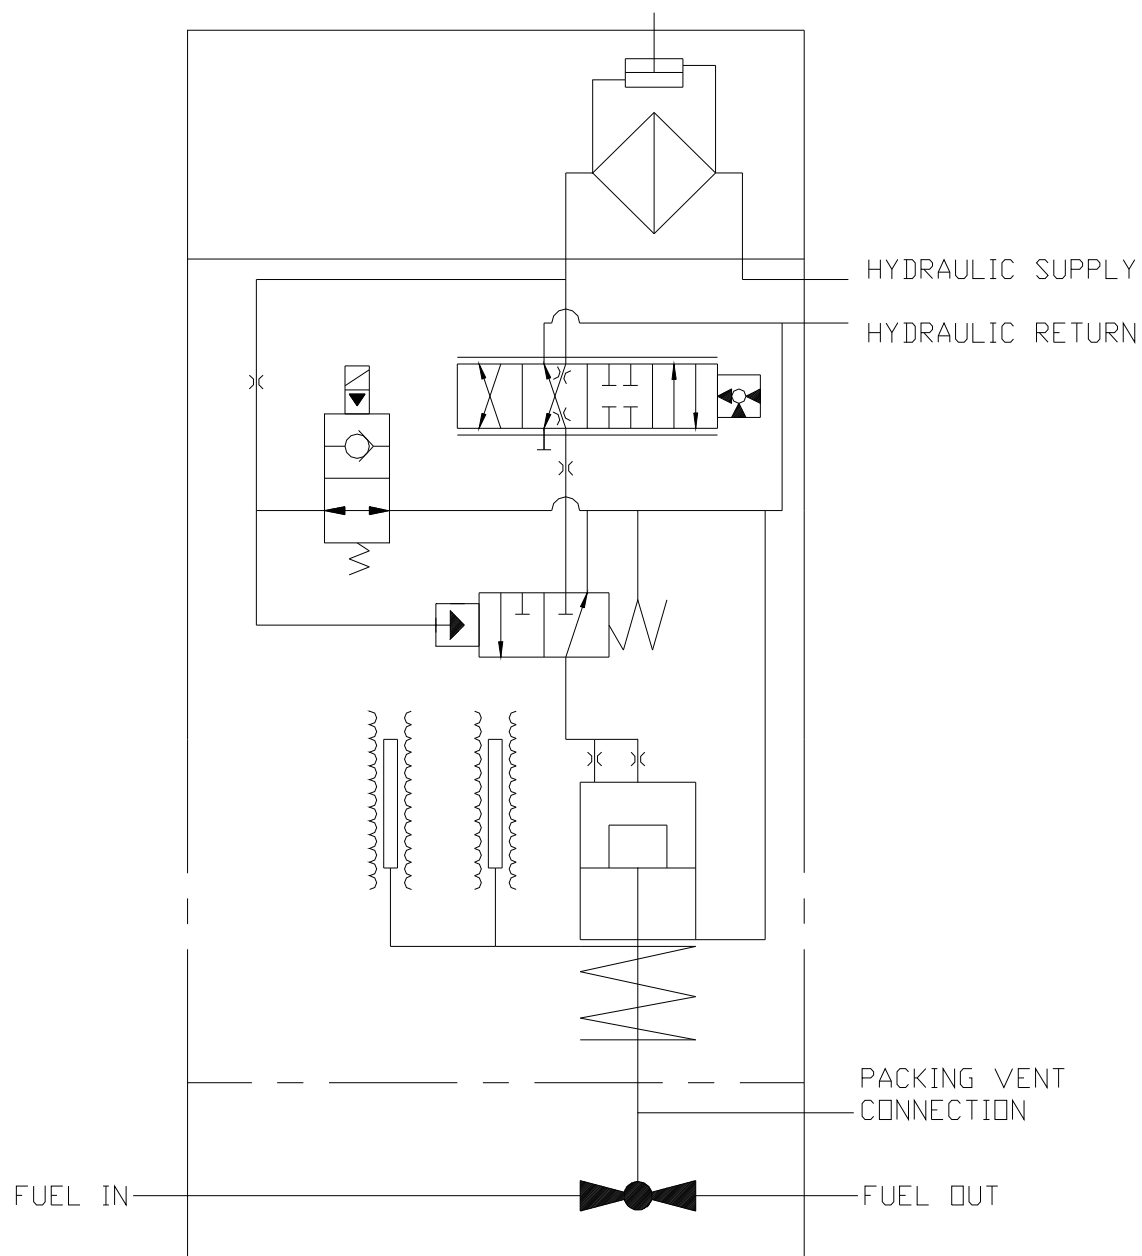 HYDRAULIC SUPPLY
HYDRAULIC RETURN
PACKING VENT
CONNECTION
FUEL IN
FUEL OUT